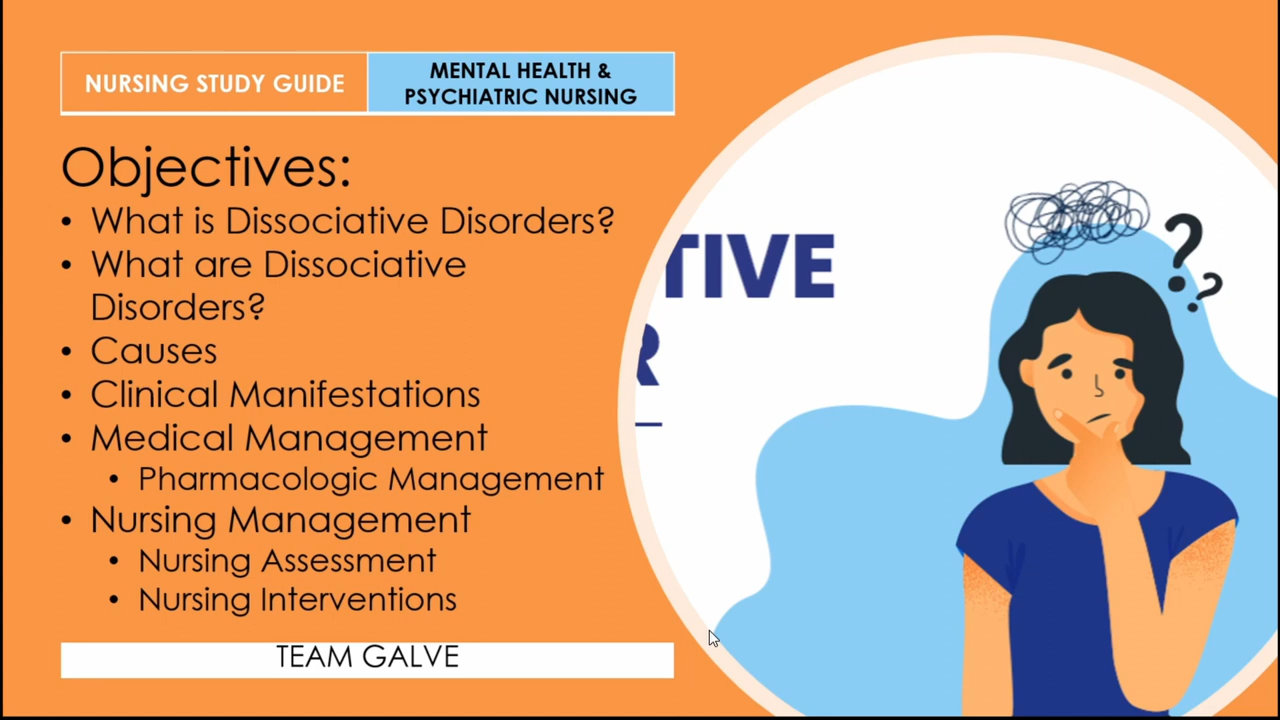 NURSING STUDY GUIDE
MENTAL HEALTH &
PSYCHIATRIC NURSING
Objectives:
• What is Dissociative Disorders?
• What are Dissociative
Disorders?
• Causes
• Clinical Manifestations
• Medical Management
• Pharmacologic Management
• Nursing Management
• Nursing Assessment
• Nursing Interventions
TEAM GALVE
TIVE
R
? ?